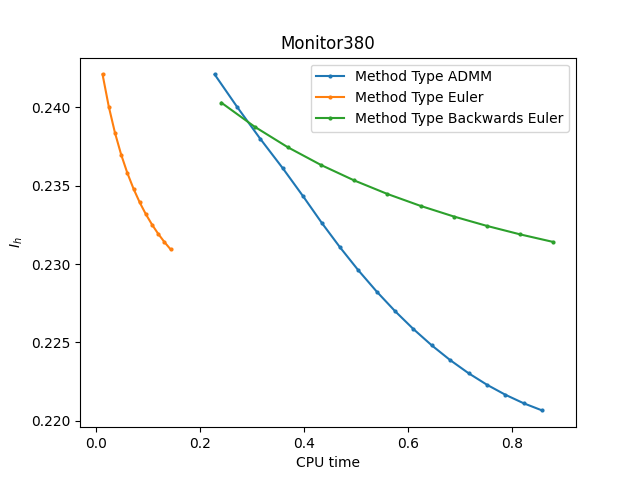 Monitor380
Method Type ADMM
Method Type Euler
Method Type Backwards Euler
0.240
0.235
0.230
0.225
0.220
I_h
0.0 0.2 0.4 0.6 0.8
CPU time